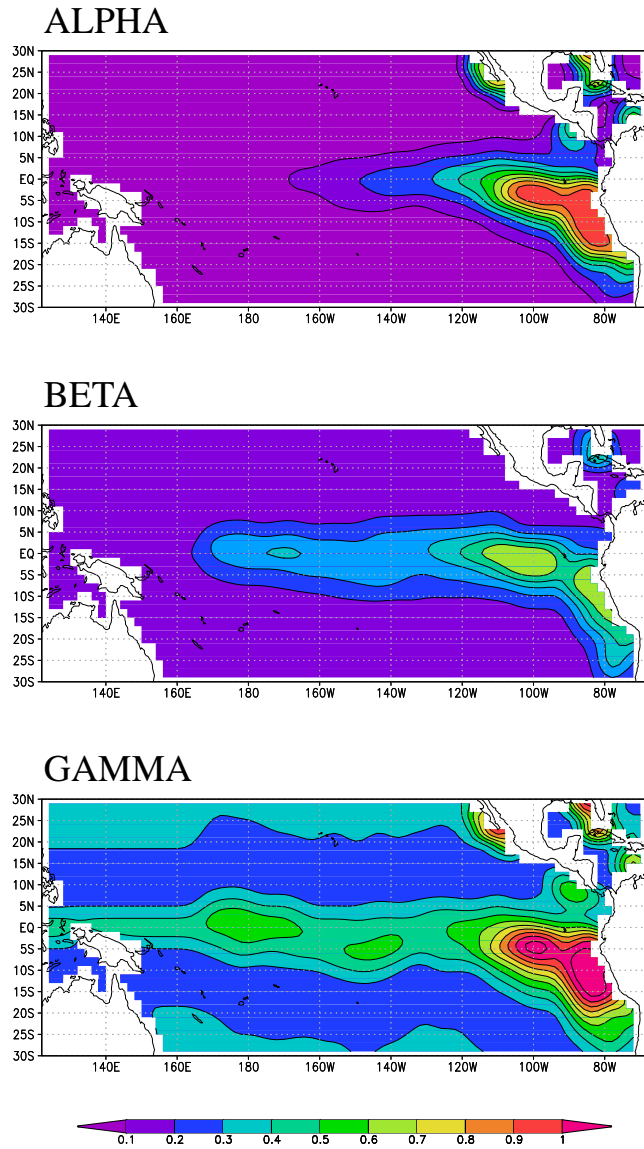 ALPHA
30N
25N
20N
15N
10N
5N
EQ
5S
10S
15S
20S
25S
30S
140E 160E 180 160W 140W 120W 100W 80W
BETA
30N
25N
20N
15N
10N
5N
EQ
5S
10S
15S
20S
25S
30S
140E 160E 180 160W 140W 120W 100W 80W
GAMMA
30N
25N
20N
15N
10N
5N
EQ
5S
10S
15S
20S
25S
30S
140E 160E 180 160W 140W 120W 100W 80W
0.1 0.2 0.3 0.4 0.5 0.6 0.7 0.8 0.9 1